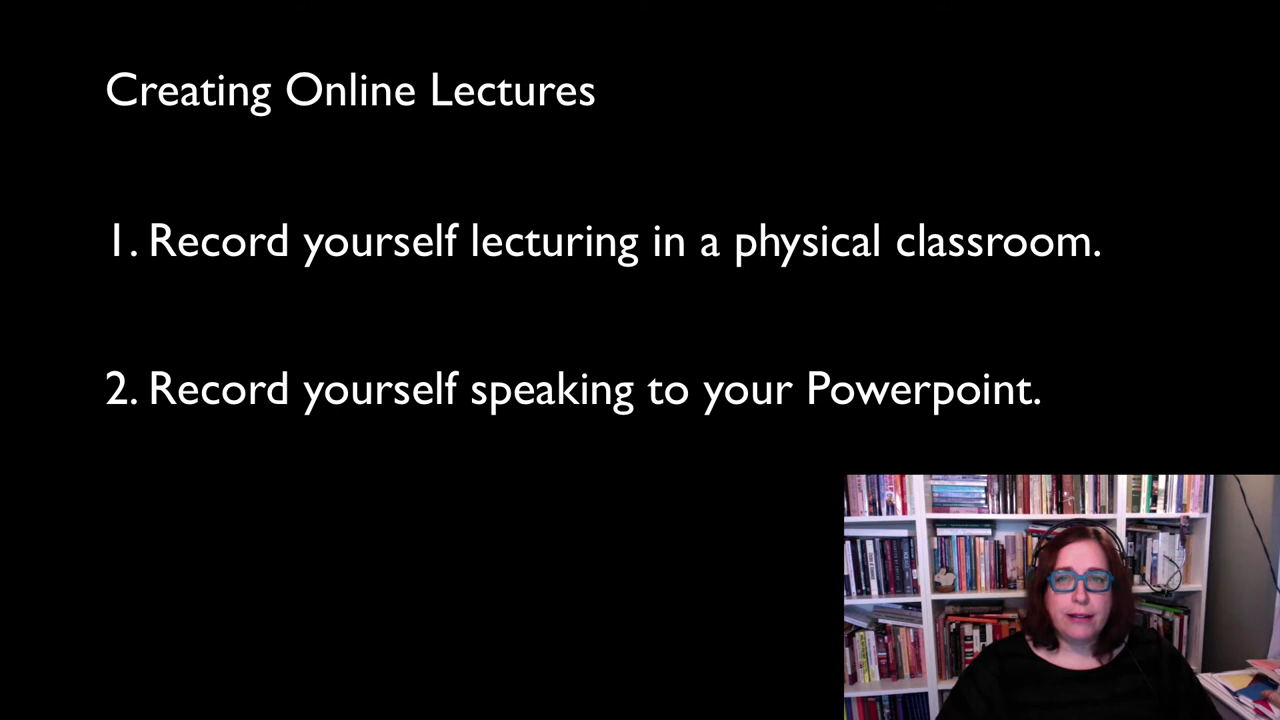 Creating Online Lectures
1. Record yourself lecturing in a physical classroom.
2. Record yourself speaking to your Powerpoint.